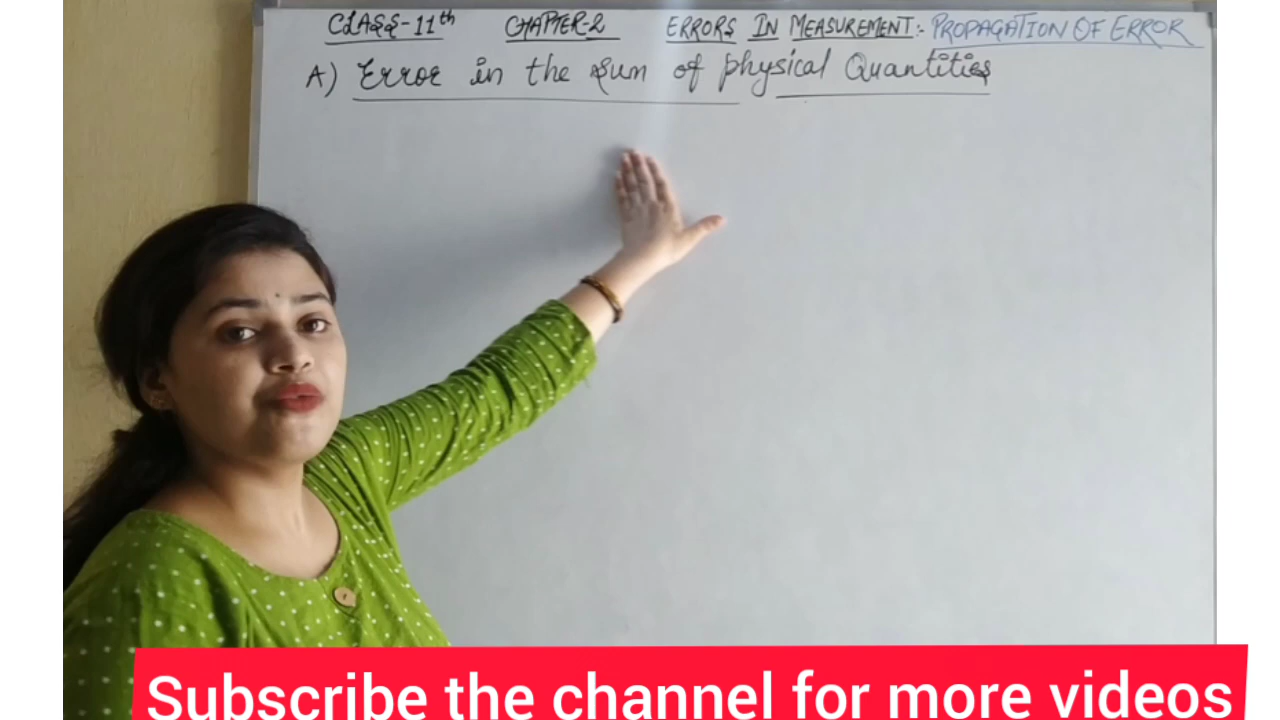 CLASS-11th CHAPTER-2 ERRORS IN MEASUREMENT:- PROPAGATION OF ERROR
A) Error in the sum of physical Quantities
Subscribe the channel for more videos